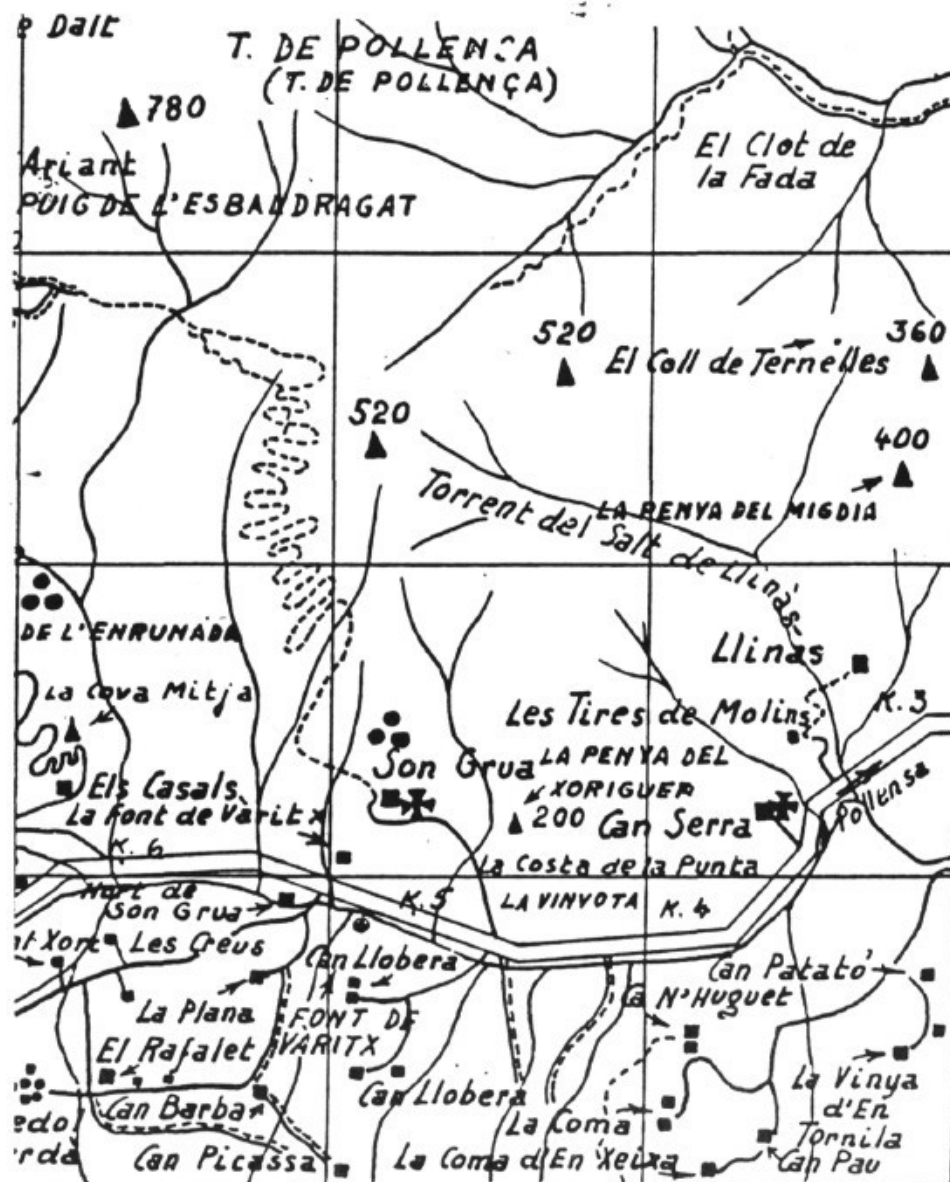 Dalt
T. DE POLLENÇA
(T. DE POLLENÇA)
780
El Clot de
la Fada
Ariant
PUIG DE L'ESBALDRAGAT
520
360
El Coll de Ternelles
520
400
LA PENYA DEL MIGDIA
Torrent del Salt de Llinàs
DE L'ENRUNADA
Llinàs
La Cova Mitja
K. 3
Les Tires de Molins
Son Grua
LA PENYA DEL
XORIGUER
Els Casals
200
Can Serra
Pollensa
La Font de Varitx
K. 6
La Costa de la Punta
Nort de
Son Grua
K. 5
LA VINVOTA
K. 4
Xort
Les Creus
Can Llobera
Can Patató
N'Huguet
La Plana
FONT DE
VARITX
El Rafalet
Can Llobera
La Vinya
d'En
Tornila
Can Barba
La Coma
Can Picassa
La Coma d'En Xeixa
Can Pau